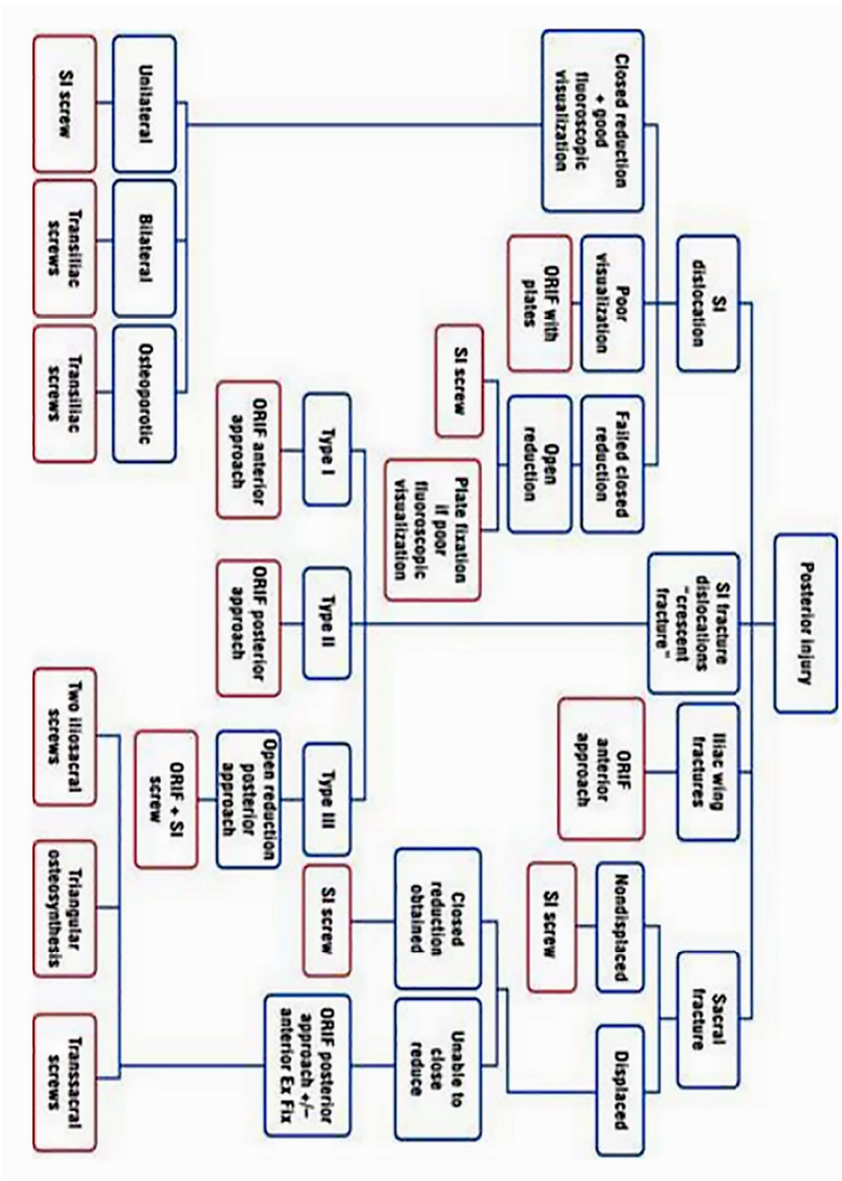 Posterior injury
SI
dislocation
SI fracture
dislocations
"crescent
fracture"
Iliac wing
fractures
Sacral
fracture
Closed reduction
+ good
fluoroscopic
visualization
Poor
visualization
Failed closed
reduction
ORIF
anterior
approach
Nondisplaced
Displaced
ORIF with
plates
Open
reduction
SI screw
SI screw
Plate fixation
if poor
fluoroscopic
visualization
Closed
reduction
obtained
Unable to
close
reduce
Type I
Type II
Type III
SI screw
ORIF posterior
approach +/–
anterior Ex Fix
ORIF anterior
approach
ORIF posterior
approach
Open reduction
posterior
approach
Unilateral
Bilateral
Osteoporotic
ORIF + SI
screw
SI screw
Transiliac
screws
Transiliac
screws
Two iliosacral
screws
Triangular
osteosynthesis
Transsacral
screws